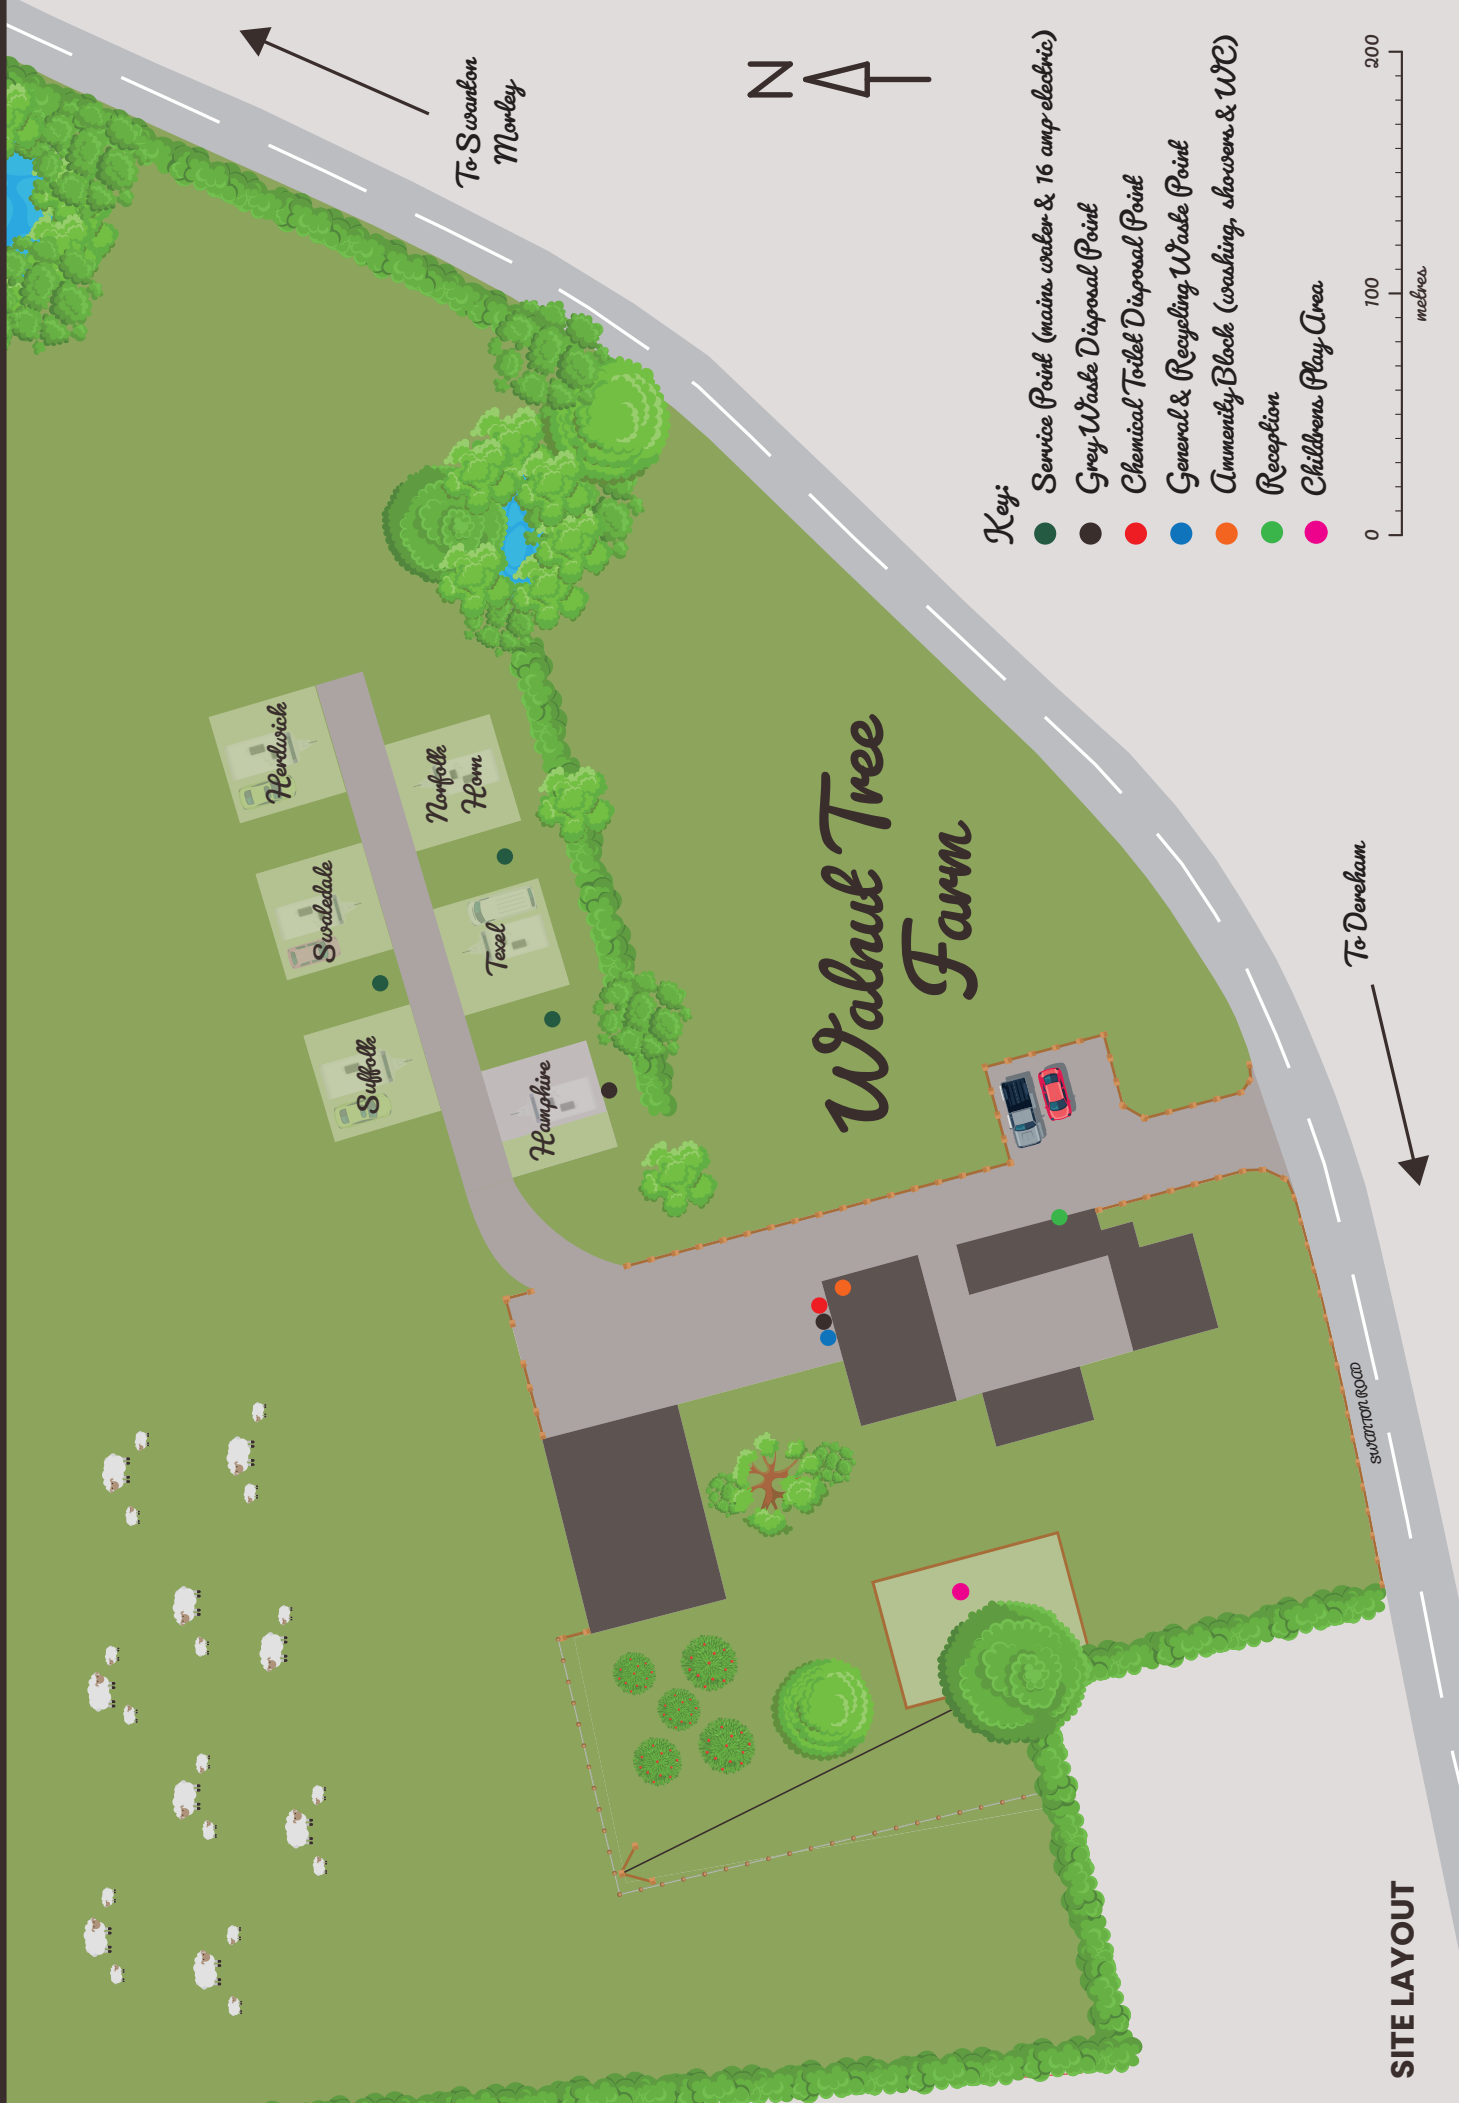 SITE LAYOUT
Herdwick
Swaledale
Suffolk
Norfolk
Horn
Texel
Hampshire
Walnut Tree
Farm
To Swanton
Morley
N
To Dereham
SWANTON ROAD
Key:
Service Point (mains water & 16 amp electric)
Grey Waste Disposal Point
Chemical Toilet Disposal Point
General & Recycling Waste Point
Ammenity Block (washing, showers & WC)
Reception
Childrens Play Area
0 100 200
metres